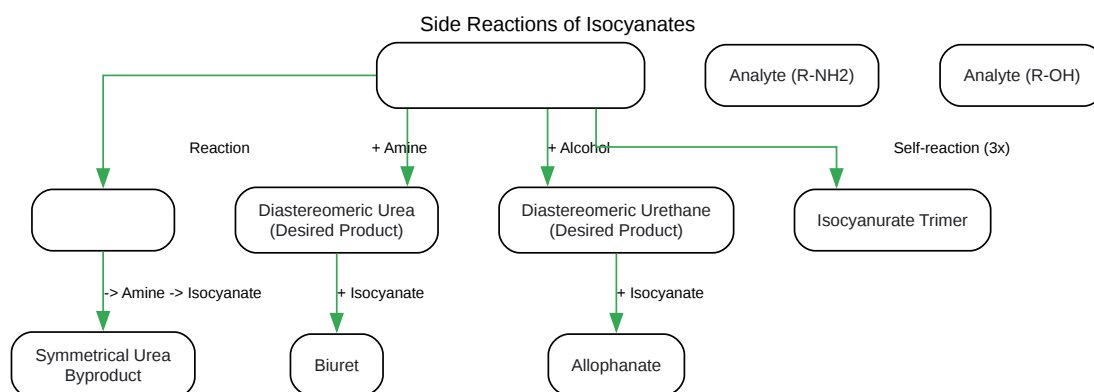 Side Reactions of Isocyanates
Analyte (R-NH2)
Analyte (R-OH)
Reaction
+ Amine
+ Alcohol
Self-reaction (3x)
Diastereomeric Urea
(Desired Product)
Diastereomeric Urethane
(Desired Product)
Isocyanurate Trimer
-> Amine -> Isocyanate
+ Isocyanate
+ Isocyanate
Symmetrical Urea
Byproduct
Biuret
Allophanate